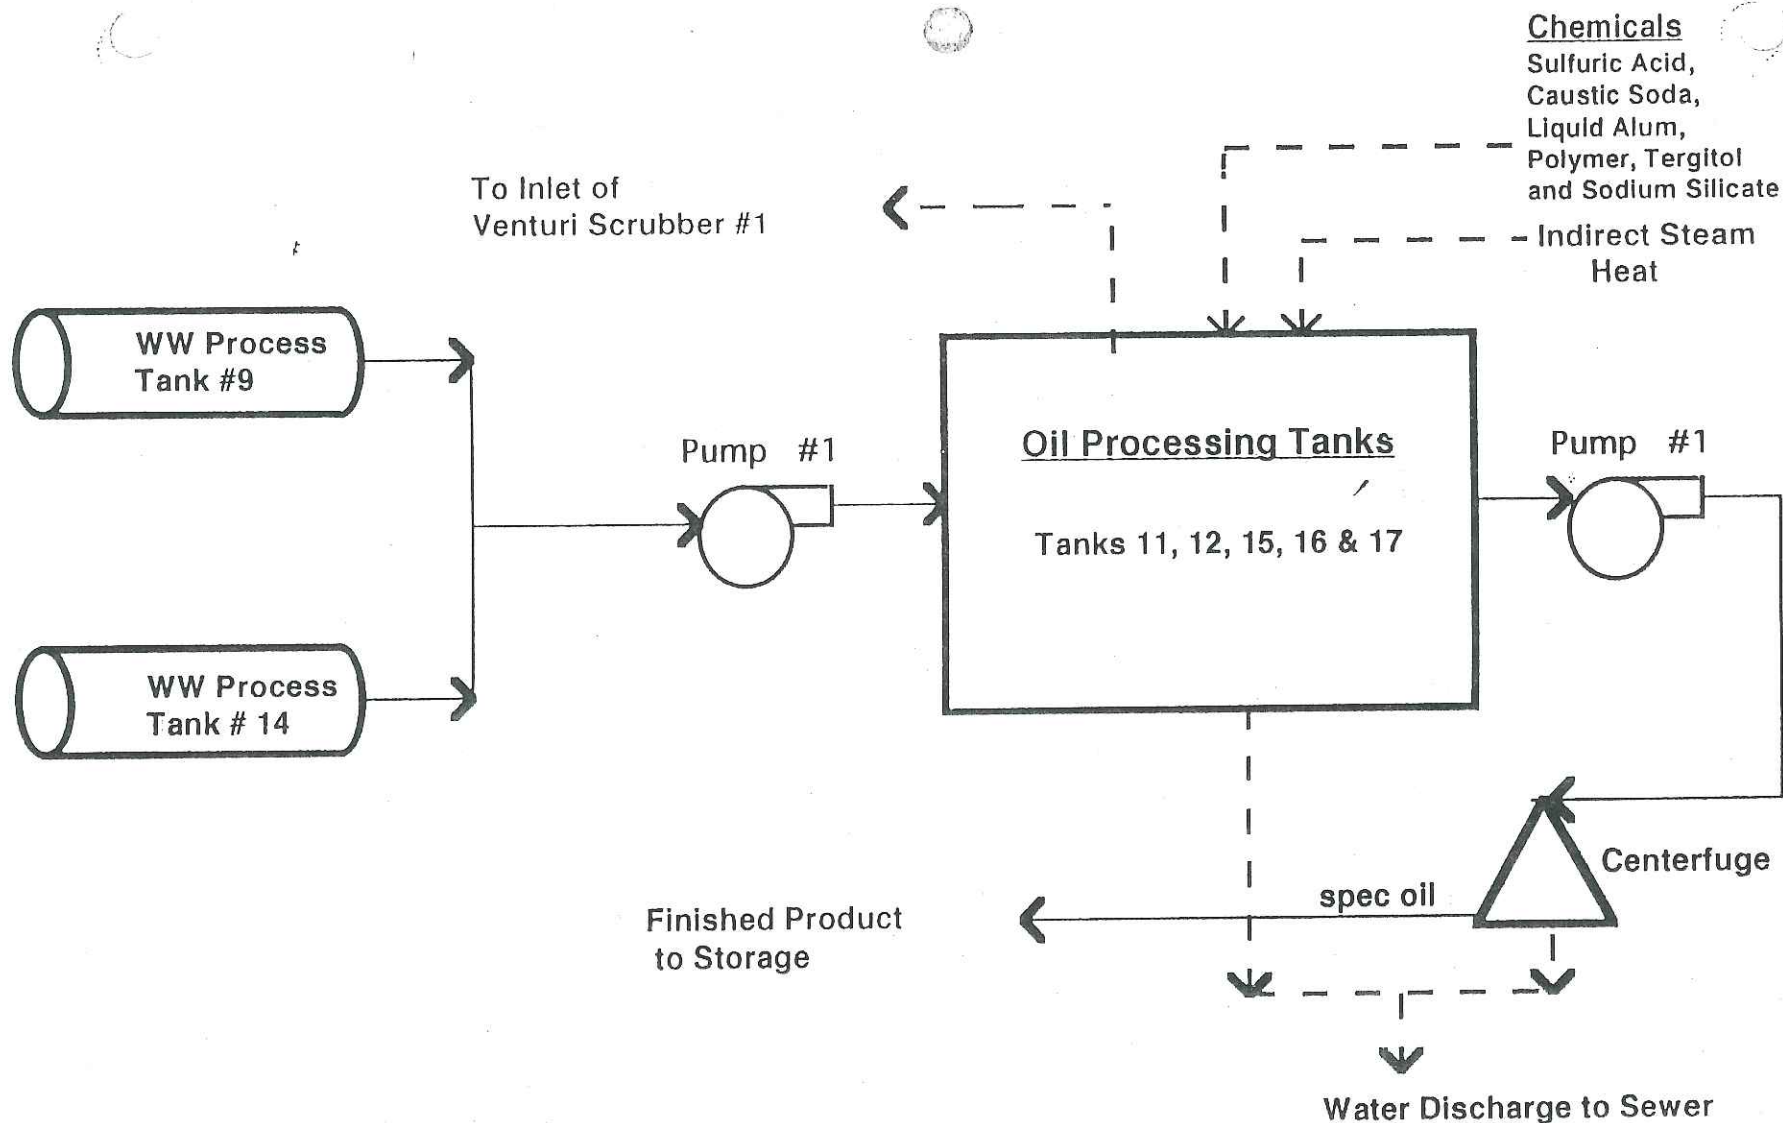 Chemicals
Sulfuric Acid,
Caustic Soda,
Liquid Alum,
Polymer, Tergitol
and Sodium Silicate
To Inlet of
Venturi Scrubber #1
Indirect Steam
Heat
WW Process
Tank #9
Pump #1
Oil Processing Tanks
Pump #1
Tanks 11, 12, 15, 16 & 17
WW Process
Tank # 14
Centerfuge
spec oil
Finished Product
to Storage
Water Discharge to Sewer